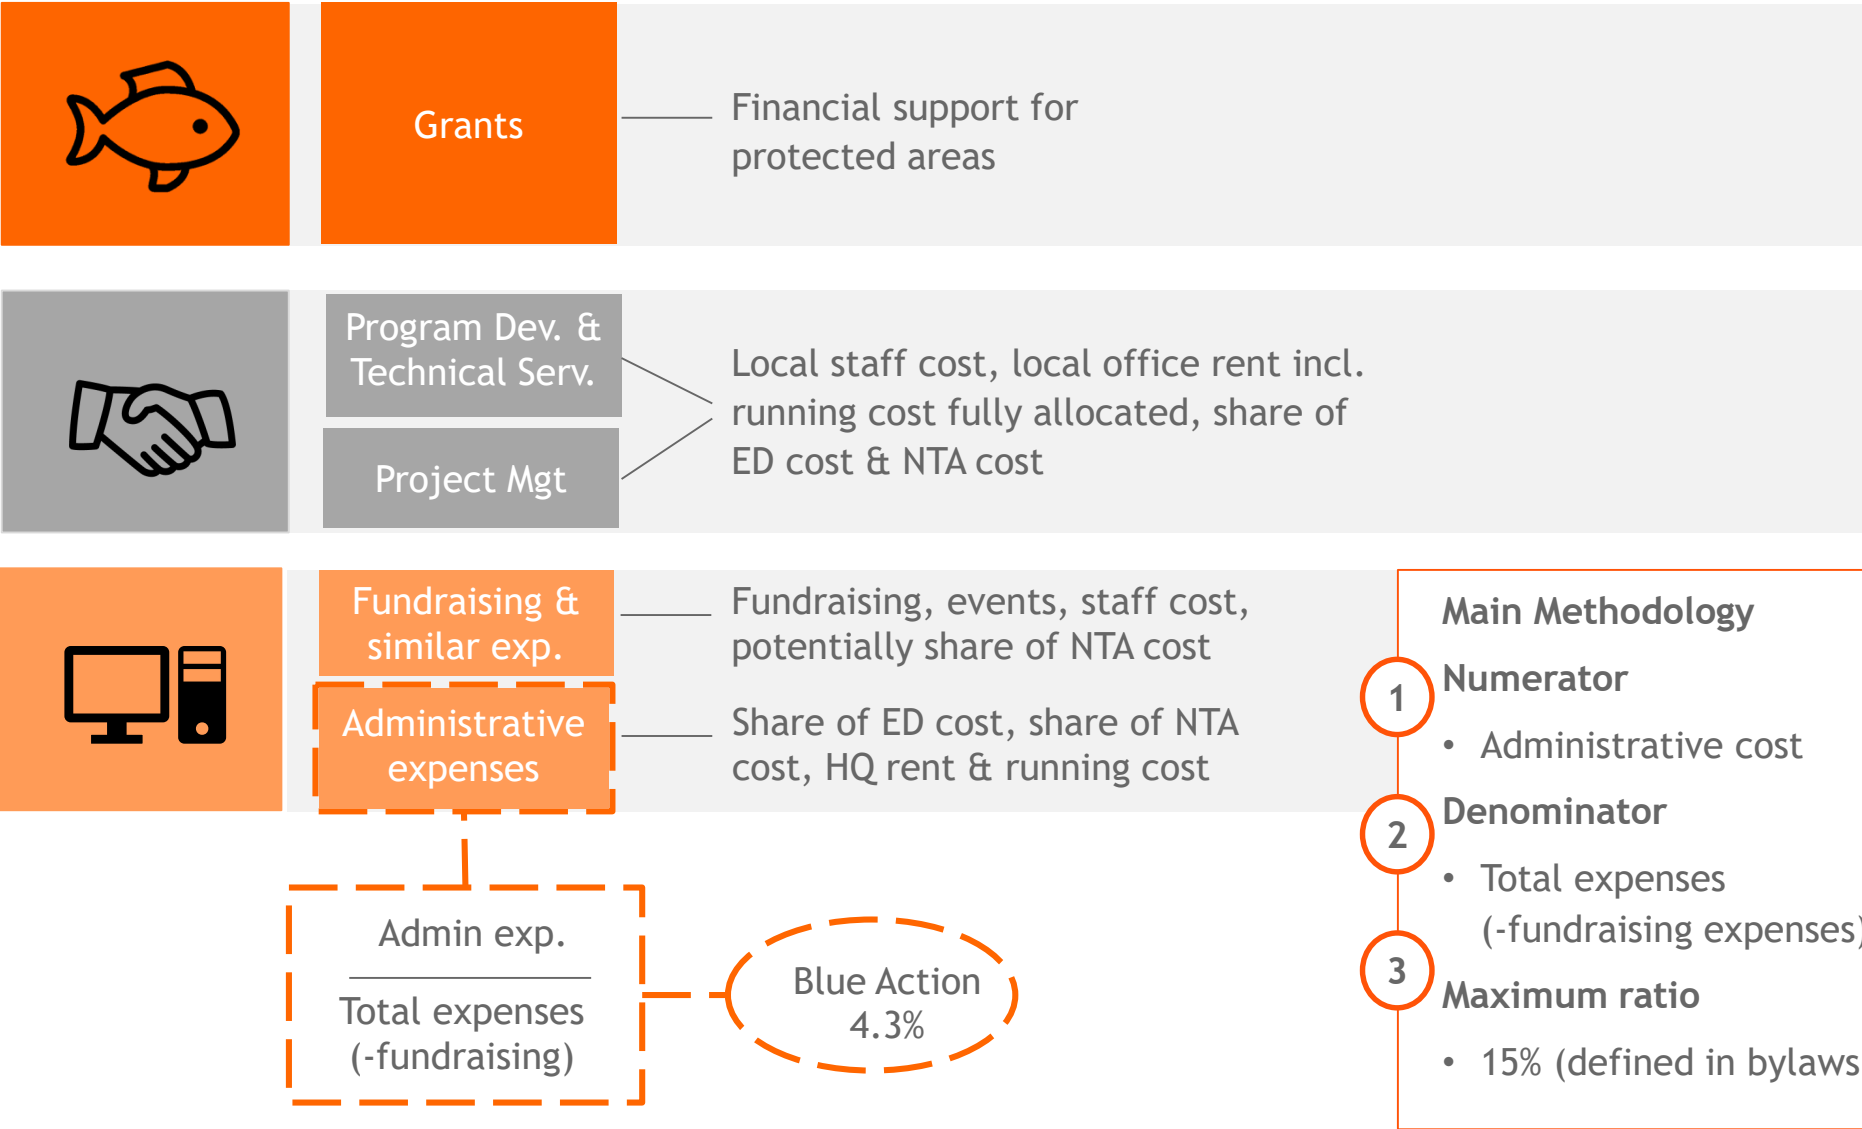 Grants
Financial support for
protected areas
Program Dev. &
Technical Serv.
Project Mgt
Local staff cost, local office rent incl.
running cost fully allocated, share of
ED cost & NTA cost
Fundraising &
similar exp.
Fundraising, events, staff cost,
potentially share of NTA cost
Administrative
expenses
Share of ED cost, share of NTA
cost, HQ rent & running cost
Admin exp.
Total expenses
(-fundraising)
Blue Action
4.3%
Main Methodology
1 Numerator
• Administrative cost
2 Denominator
• Total expenses
(-fundraising expenses)
3 Maximum ratio
• 15% (defined in bylaws